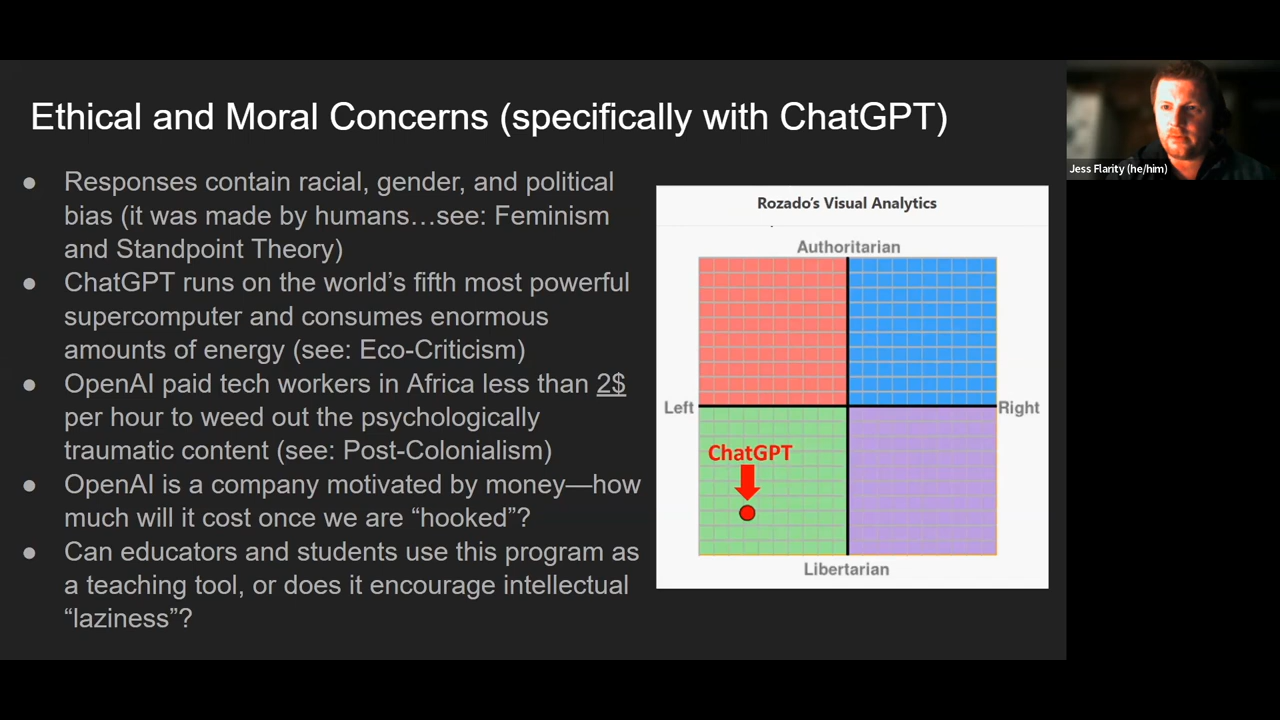 Ethical and Moral Concerns (specifically with ChatGPT)
● Responses contain racial, gender, and political
bias (it was made by humans…see: Feminism
and Standpoint Theory)
● ChatGPT runs on the world’s fifth most powerful
supercomputer and consumes enormous
amounts of energy (see: Eco-Criticism)
● OpenAI paid tech workers in Africa less than 2$
per hour to weed out the psychologically
traumatic content (see: Post-Colonialism)
● OpenAI is a company motivated by money—how
much will it cost once we are “hooked”?
● Can educators and students use this program as
a teaching tool, or does it encourage intellectual
“laziness”?
Rozado’s Visual Analytics
Authoritarian
Left
Right
ChatGPT
Libertarian
Jess Flarity (he/him)